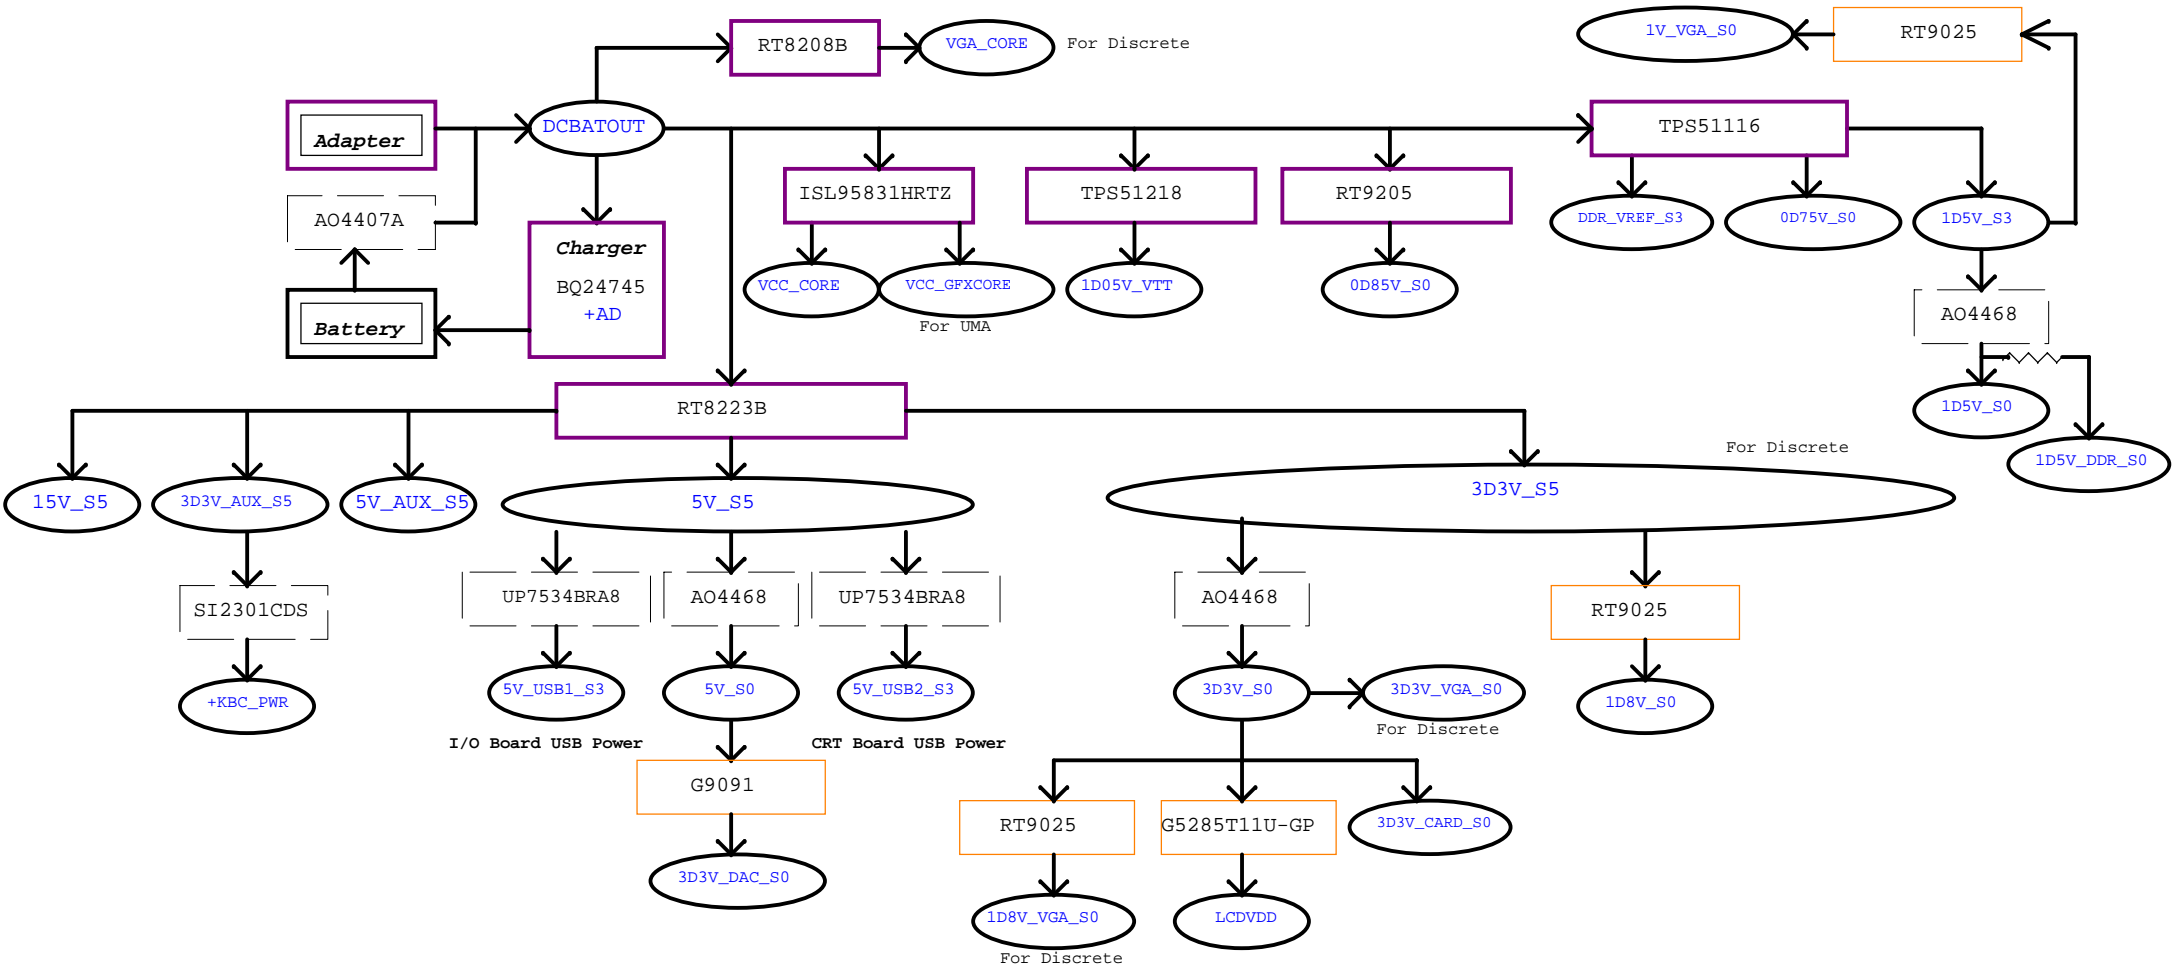 RT8208B
VGA_CORE
For Discrete
1V_VGA_S0
RT9025
Adapter
DCBATOUT
TPS51116
AO4407A
Charger
BQ24745
+AD
ISL95831HRTZ
TPS51218
RT9205
DDR_VREF_S3
0D75V_S0
1D5V_S3
Battery
VCC_CORE
VCC_GFXCORE
For UMA
1D05V_VTT
0D85V_S0
AO4468
RT8223B
1D5V_S0
For Discrete
1D5V_DDR_S0
15V_S5
3D3V_AUX_S5
5V_AUX_S5
5V_S5
3D3V_S5
SI2301CDS
UP7534BRA8
AO4468
UP7534BRA8
AO4468
RT9025
+KBC_PWR
5V_USB1_S3
5V_S0
5V_USB2_S3
3D3V_S0
3D3V_VGA_S0
1D8V_S0
For Discrete
I/O Board USB Power
CRT Board USB Power
G9091
RT9025
G5285T11U-GP
3D3V_CARD_S0
3D3V_DAC_S0
1D8V_VGA_S0
LCDVDD
For Discrete